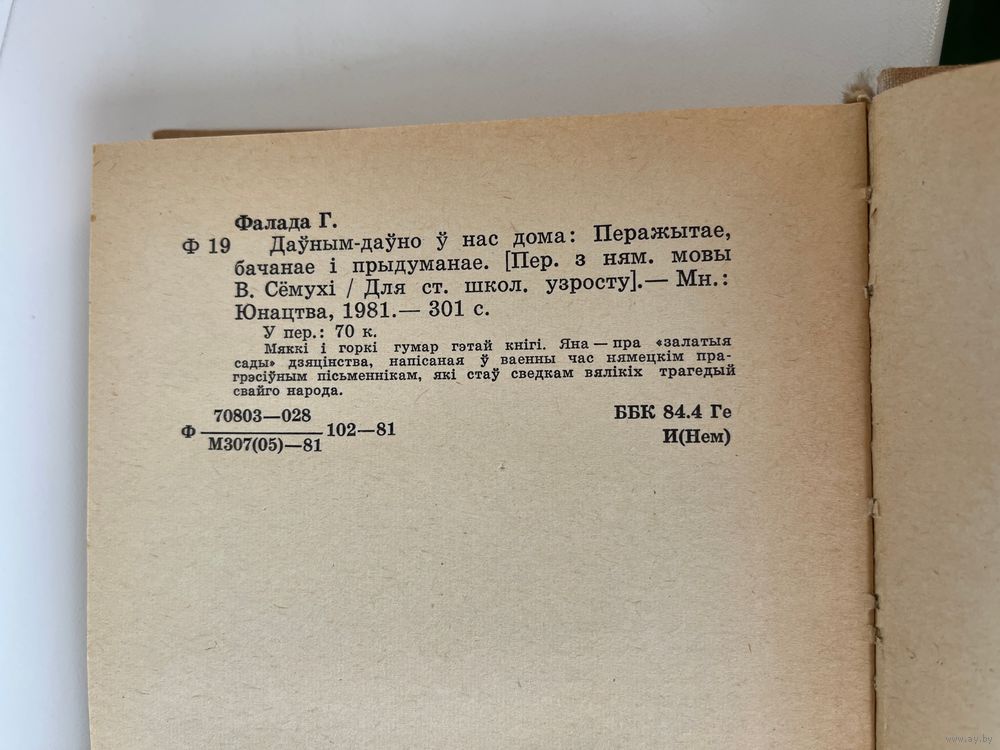 Фалада Г.
Ф 19 Даўным-даўно ў нас дома: Перажытае,
бачанае і прыдуманае. [Пер. з ням. мовы
В. Сёмухі / Для ст. школ. узросту].— Мн.:
Юнацтва, 1981.— 301 с.
У пер.: 70 к.
Мяккі і горкі гумар гэтай кнігі. Яна — пра «залатыя
сады» дзяцінства, напісаная ў ваенны час нямецкім пра-
грэсіўным пісьменнікам, які стаў сведкам вялікіх трагедый
свайго народа.
70803—028
Ф 102—81
М307(05)—81
ББК 84.4 Ге
И(Нем)
www.ay.by